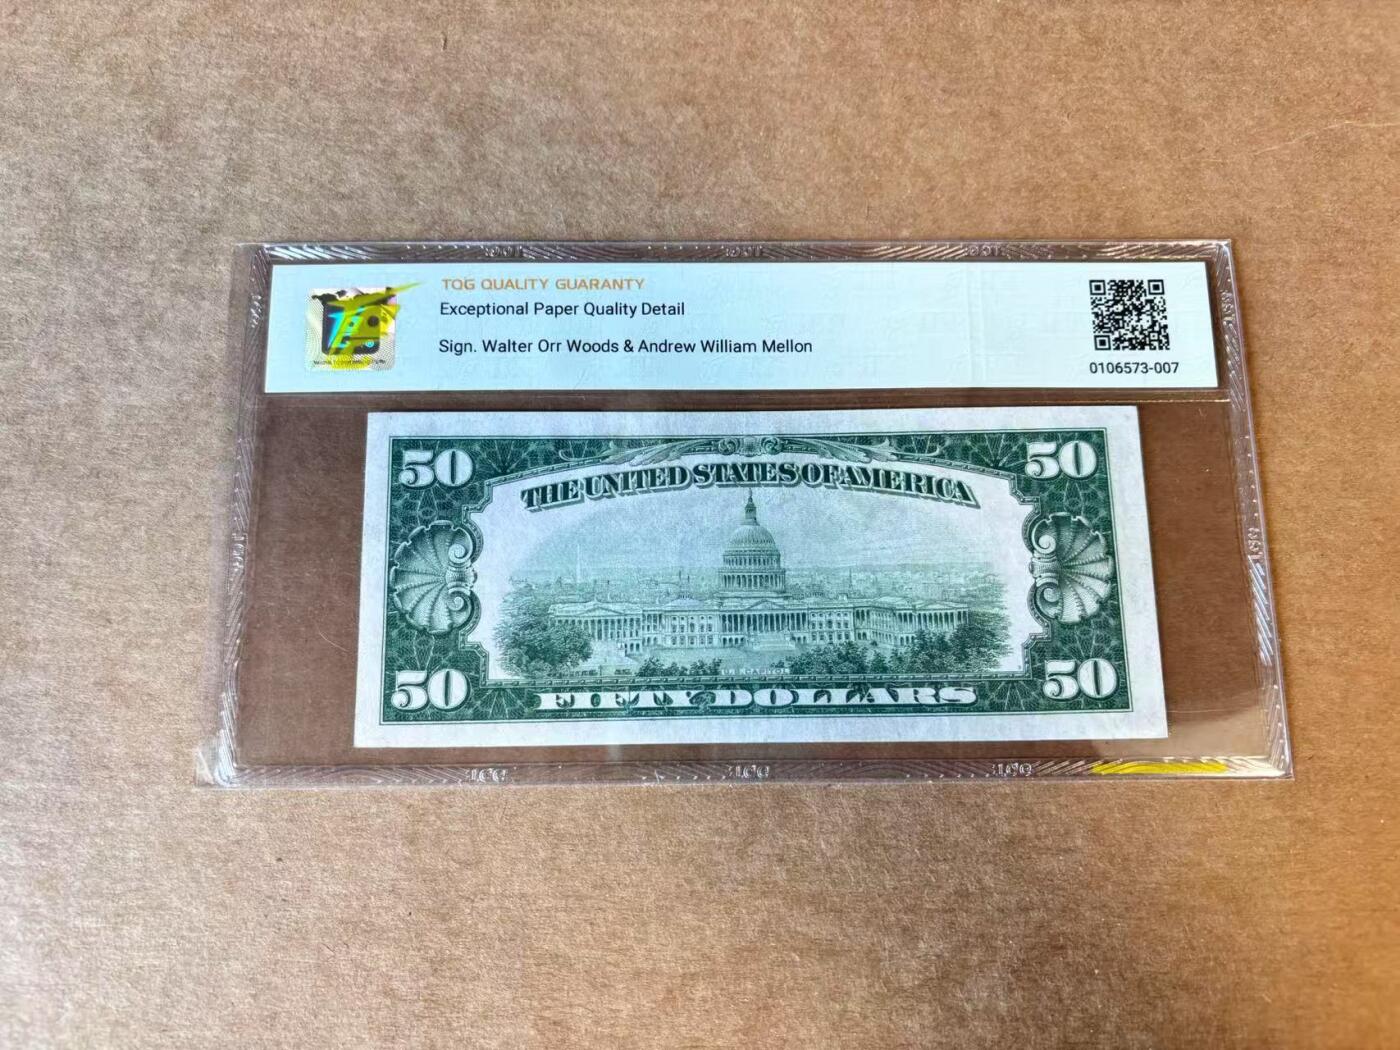 TQG QUALITY GUARANTY
Exceptional Paper Quality Detail
Sign. Walter Orr Woods & Andrew William Mellon
0106573-007
50
50
THE UNITED STATES OF AMERICA
U.S. CAPITOL
50
50
FIFTY DOLLARS